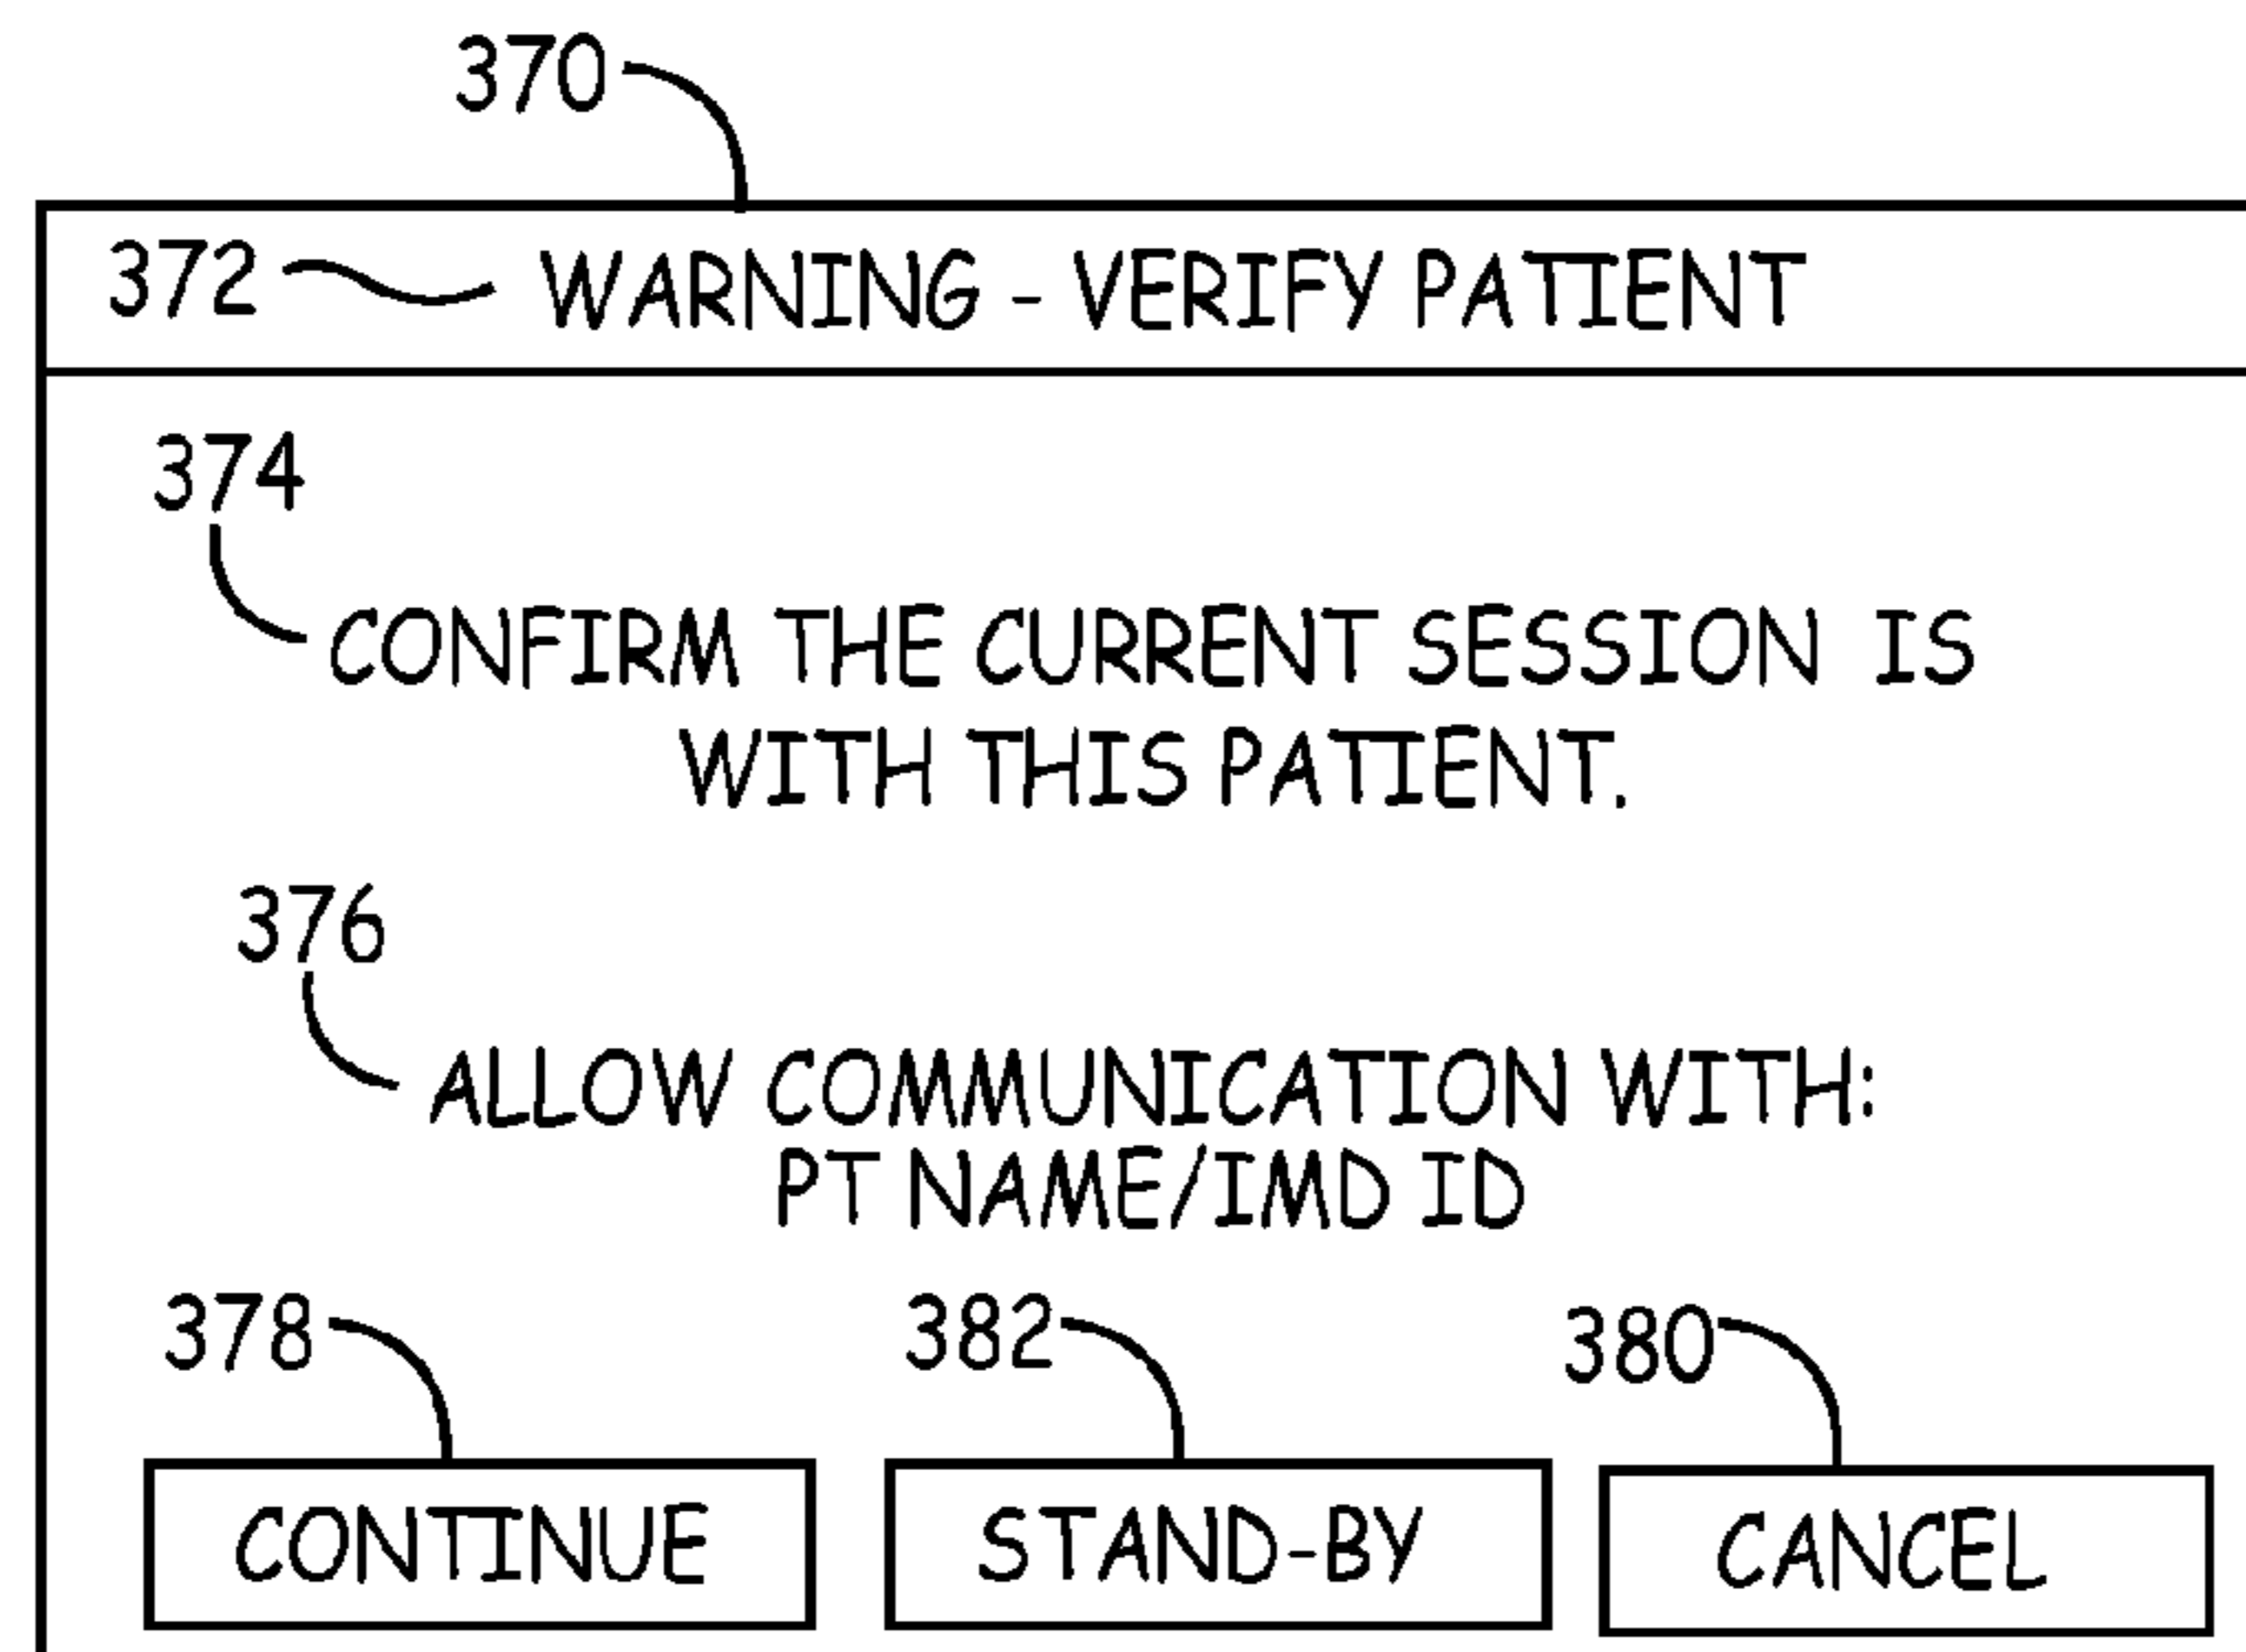 370
372 WARNING - VERIFY PATIENT
374
CONFIRM THE CURRENT SESSION IS
WITH THIS PATIENT.
376
ALLOW COMMUNICATION WITH:
PT NAME/IMD ID
378 382 380
CONTINUE STAND-BY CANCEL